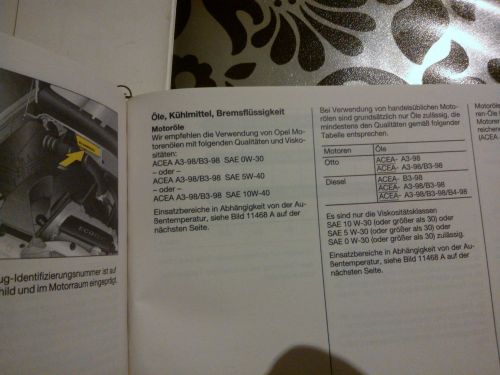 ug-Identifizierungsnummer ist auf
hild und im Motorraum eingeprägt.
Öle, Kühlmittel, Bremsflüssigkeit
Motoröle
Wir empfehlen die Verwendung von Opel Mo-
torenölen mit folgenden Qualitäten und Visko-
sitäten:
ACEA A3-98/B3-98 SAE 0W-30
– oder –
ACEA A3-98/B3-98 SAE 5W-40
– oder –
ACEA A3-98/B3-98 SAE 10W-40
Einsatzbereiche in Abhängigkeit von der Au-
ßentemperatur, siehe Bild 11468 A auf der
nächsten Seite.
Bei Verwendung von handelsüblichen Moto-
rölen sind grundsätzlich nur Öle zulässig, die
mindestens den Qualitäten gemäß folgender
Tabelle entsprechen.
Motoren Öle
Otto ACEA- A3-98
ACEA- A3-98/B3-98
Diesel ACEA- B3-98
ACEA- A3-98/B3-98
ACEA- A3-98/B3-98/B4-98
Es sind nur die Viskositätsklassen
SAE 10 W-30 (oder größer als 30) oder
SAE 5 W-30 (oder größer als 30) oder
SAE 0 W-30 (oder größer als 30) zulässig.
Einsatzbereiche in Abhängigkeit von der Au-
ßentemperatur, siehe Bild 11468 A auf der
nächsten Seite.
Motor
ren-Öle
Motore
reichen
(ACEA